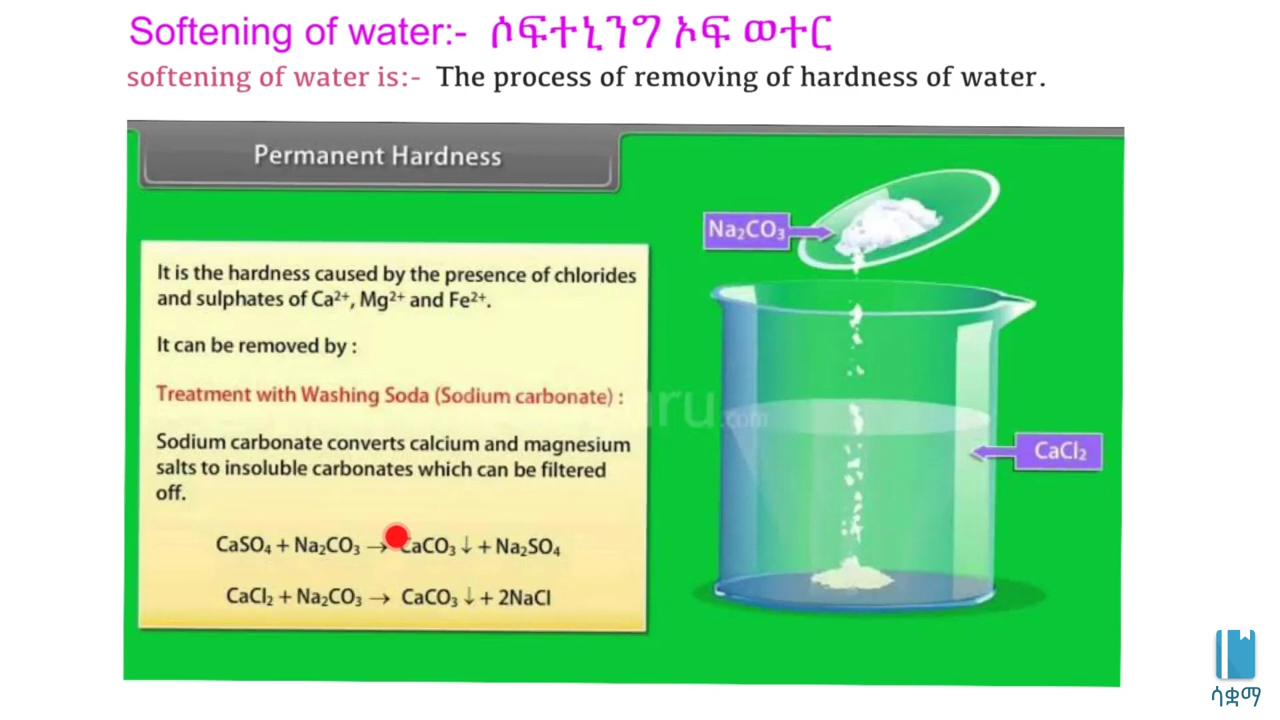 Softening of water:- ሶፍተኒንግ ኦፍ ወተር
softening of water is:- The process of removing of hardness of water.
Permanent Hardness
Na₂CO₃
It is the hardness caused by the presence of chlorides
and sulphates of Ca²⁺, Mg²⁺ and Fe²⁺.
It can be removed by :
Treatment with Washing Soda (Sodium carbonate) :
Sodium carbonate converts calcium and magnesium
salts to insoluble carbonates which can be filtered
off.
CaSO₄ + Na₂CO₃ → CaCO₃ ↓ + Na₂SO₄
CaCl₂ + Na₂CO₃ → CaCO₃ ↓ + 2NaCl
CaCl₂
.com
ሳቋማ